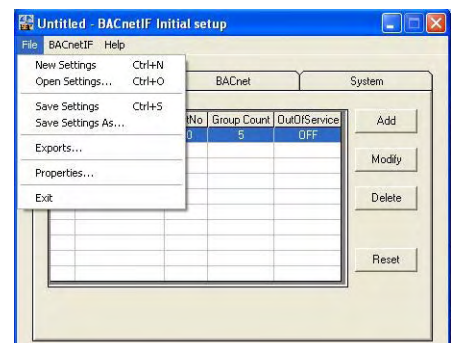 Untitled - BACnetIF Initial setup
File BACnetIF Help
New Settings Ctrl+N
Open Settings... Ctrl+O
BACnet System
Save Settings Ctrl+S
Save Settings As...
tNo Group Count OutOfService Add
0 5 OFF
Exports...
Modify
Properties...
Exit
Delete
Reset